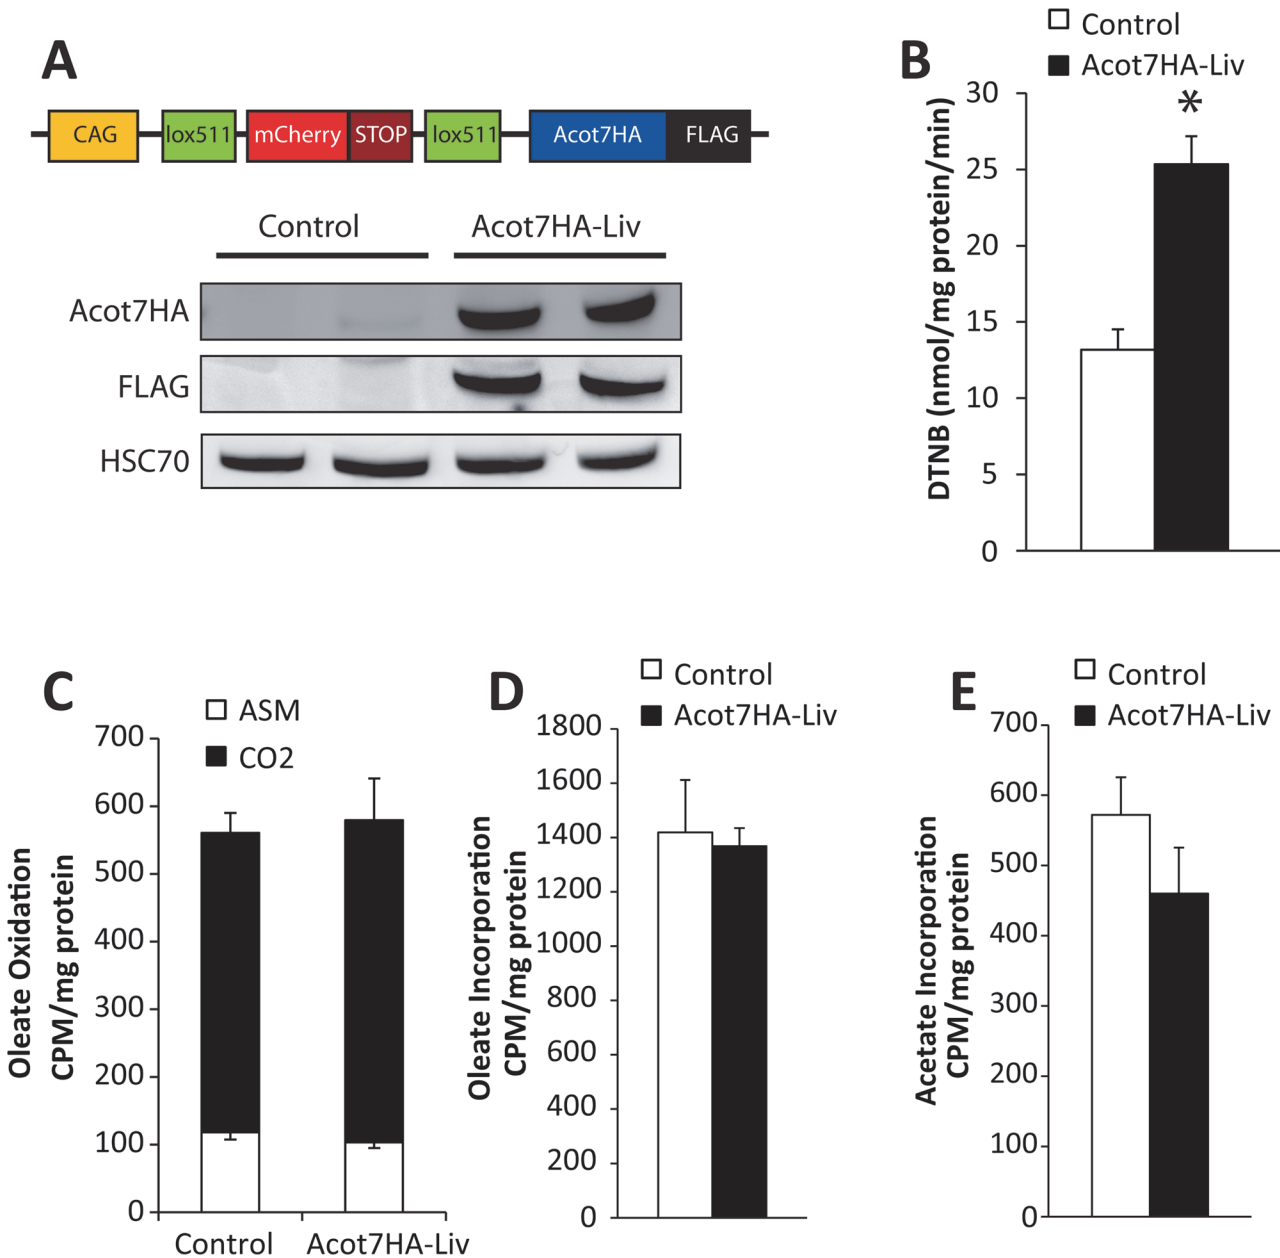 A
CAG lox511 mCherry STOP lox511 Acot7HA FLAG
Control Acot7HA-Liv
Acot7HA
FLAG
HSC70
B
Control
Acot7HA-Liv
DTNB (nmol/mg protein/min)
30
25
20
15
10
5
0
*
C
ASM
CO2
Oleate Oxidation
CPM/mg protein
700
600
500
400
300
200
100
0
Control Acot7HA-Liv
D
Control
Acot7HA-Liv
Oleate Incorporation
CPM/mg protein
1800
1600
1400
1200
1000
800
600
400
200
0
E
Control
Acot7HA-Liv
Acetate Incorporation
CPM/mg protein
700
600
500
400
300
200
100
0